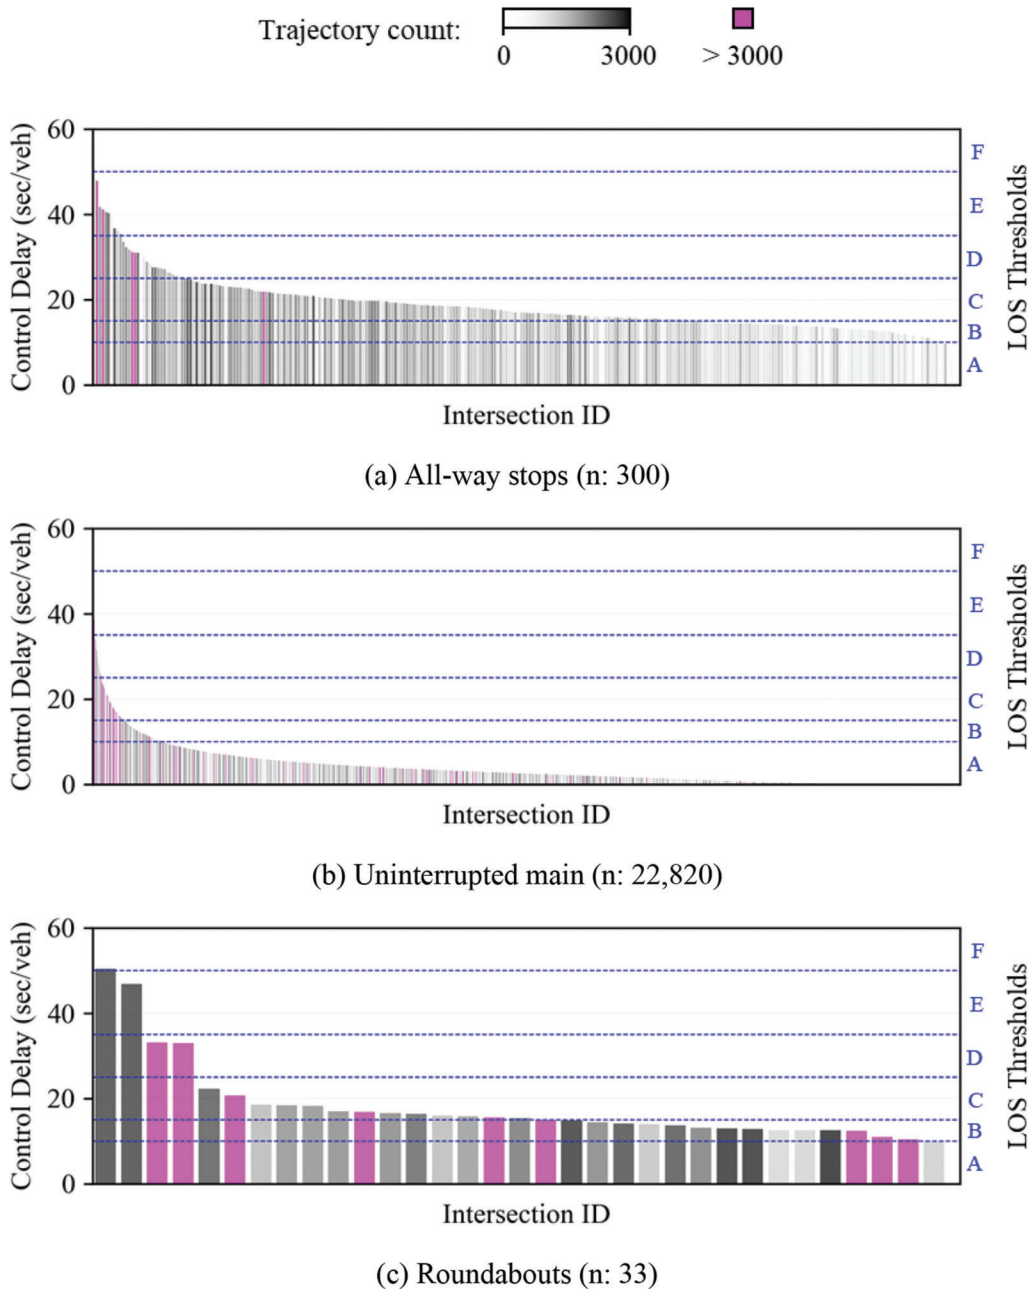 Trajectory count:
0 3000 > 3000
60
40
20
0
Control Delay (sec/veh)
F
E
D
C
B
A
LOS Thresholds
Intersection ID
(a) All-way stops (n: 300)
60
40
20
0
Control Delay (sec/veh)
F
E
D
C
B
A
LOS Thresholds
Intersection ID
(b) Uninterrupted main (n: 22,820)
60
40
20
0
Control Delay (sec/veh)
F
E
D
C
B
A
LOS Thresholds
Intersection ID
(c) Roundabouts (n: 33)